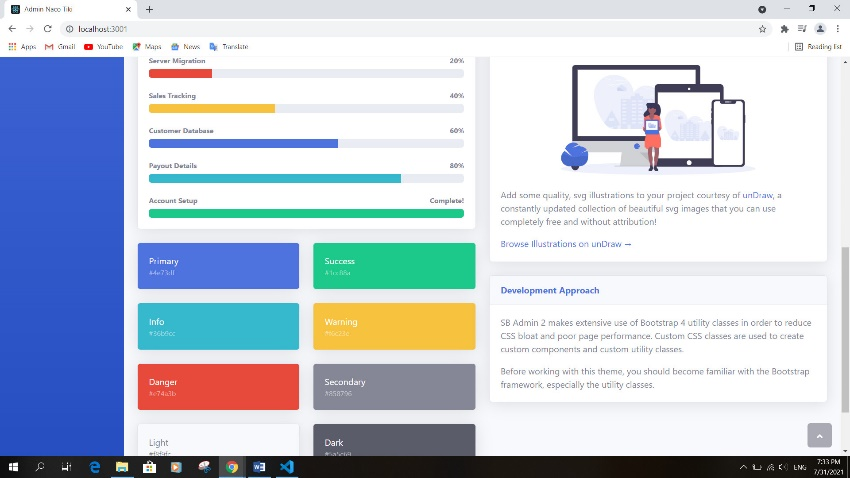 Admin Naco Tiki
localhost:3001
Apps
Gmail
YouTube
Maps
News
Translate
Reading list
Server Migration 20%
Sales Tracking 40%
Customer Database 60%
Payout Details 80%
Account Setup Complete!
Primary
#4e73df
Success
Info
#36b9cc
Warning
Danger
#e74a3b
Secondary
#858796
Light
Dark
Add some quality, svg illustrations to your project courtesy of unDraw, a
constantly updated collection of beautiful svg images that you can use
completely free and without attribution!
Browse Illustrations on unDraw →
Development Approach
SB Admin 2 makes extensive use of Bootstrap 4 utility classes in order to reduce
CSS bloat and poor page performance. Custom CSS classes are used to create
custom components and custom utility classes.
Before working with this theme, you should become familiar with the Bootstrap
framework, especially the utility classes.
ENG
7:33 PM
7/31/2021